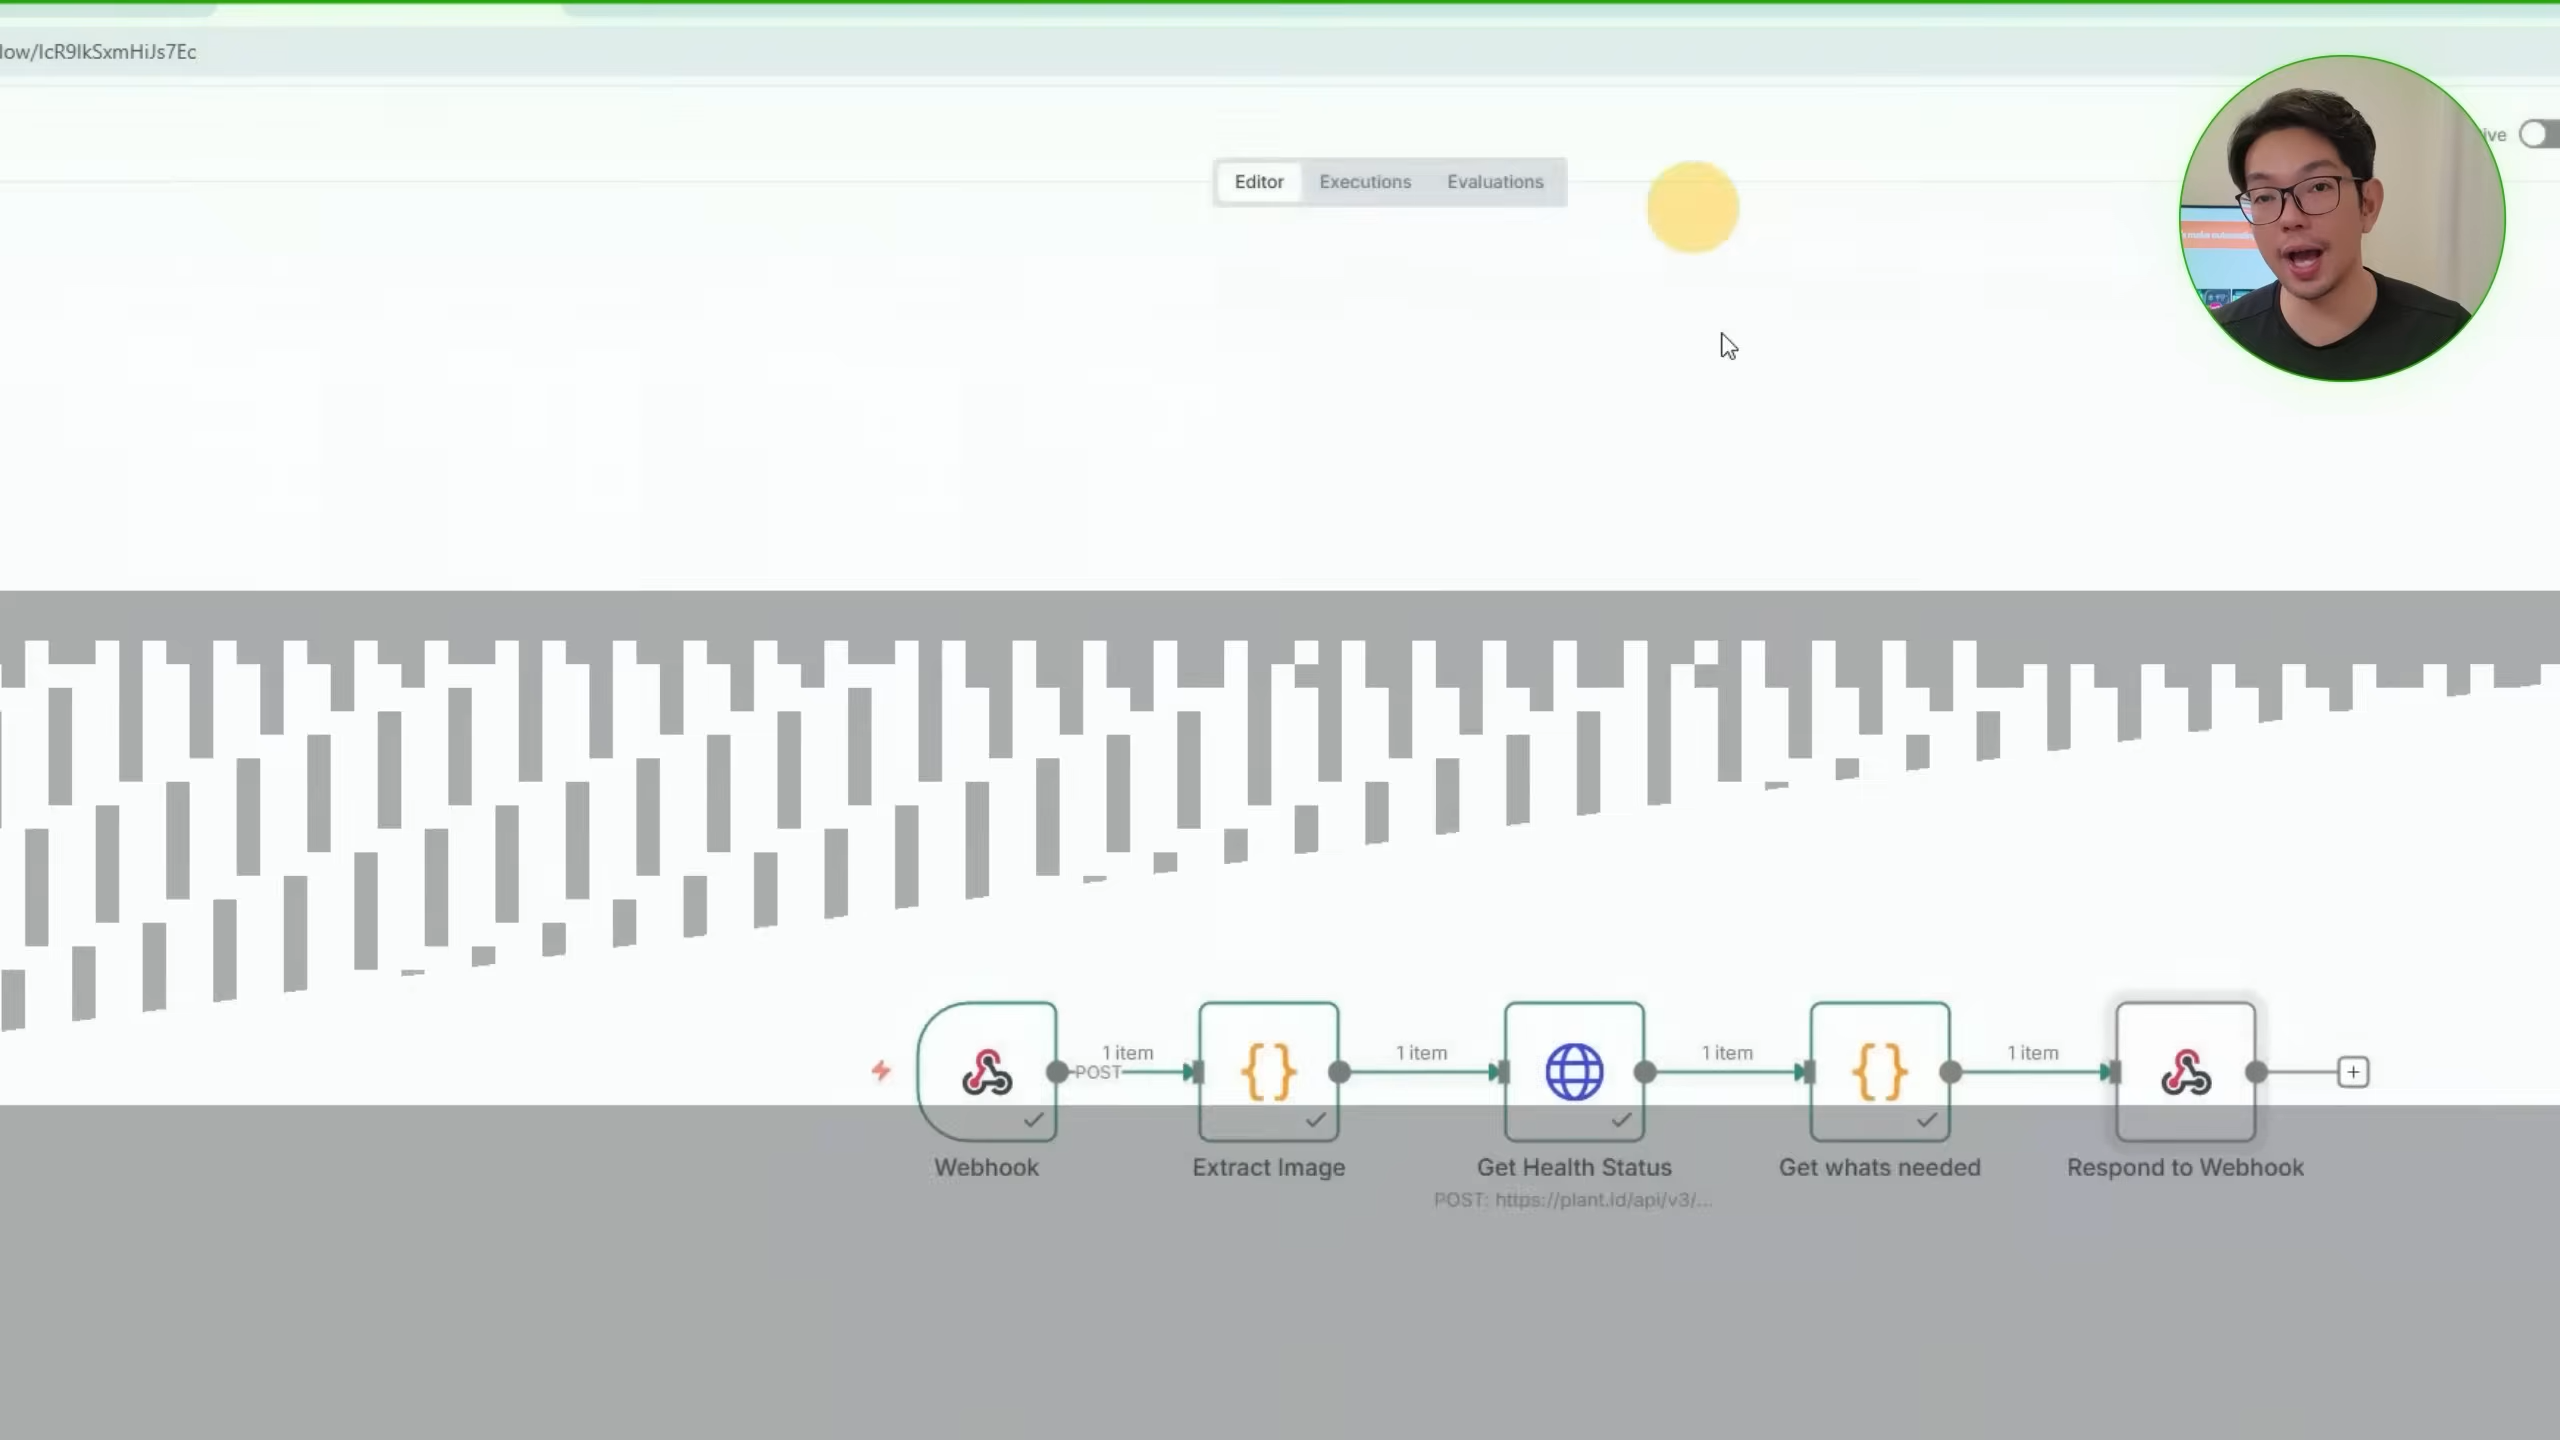 low/IcR9IkSxmHiJs7Ec
ive
Editor Executions Evaluations
1 item
1 item
1 item
1 item
POST
Webhook
Extract Image
Get Health Status
Get whats needed
Respond to Webhook
POST: https://plant.id/api/v3/...